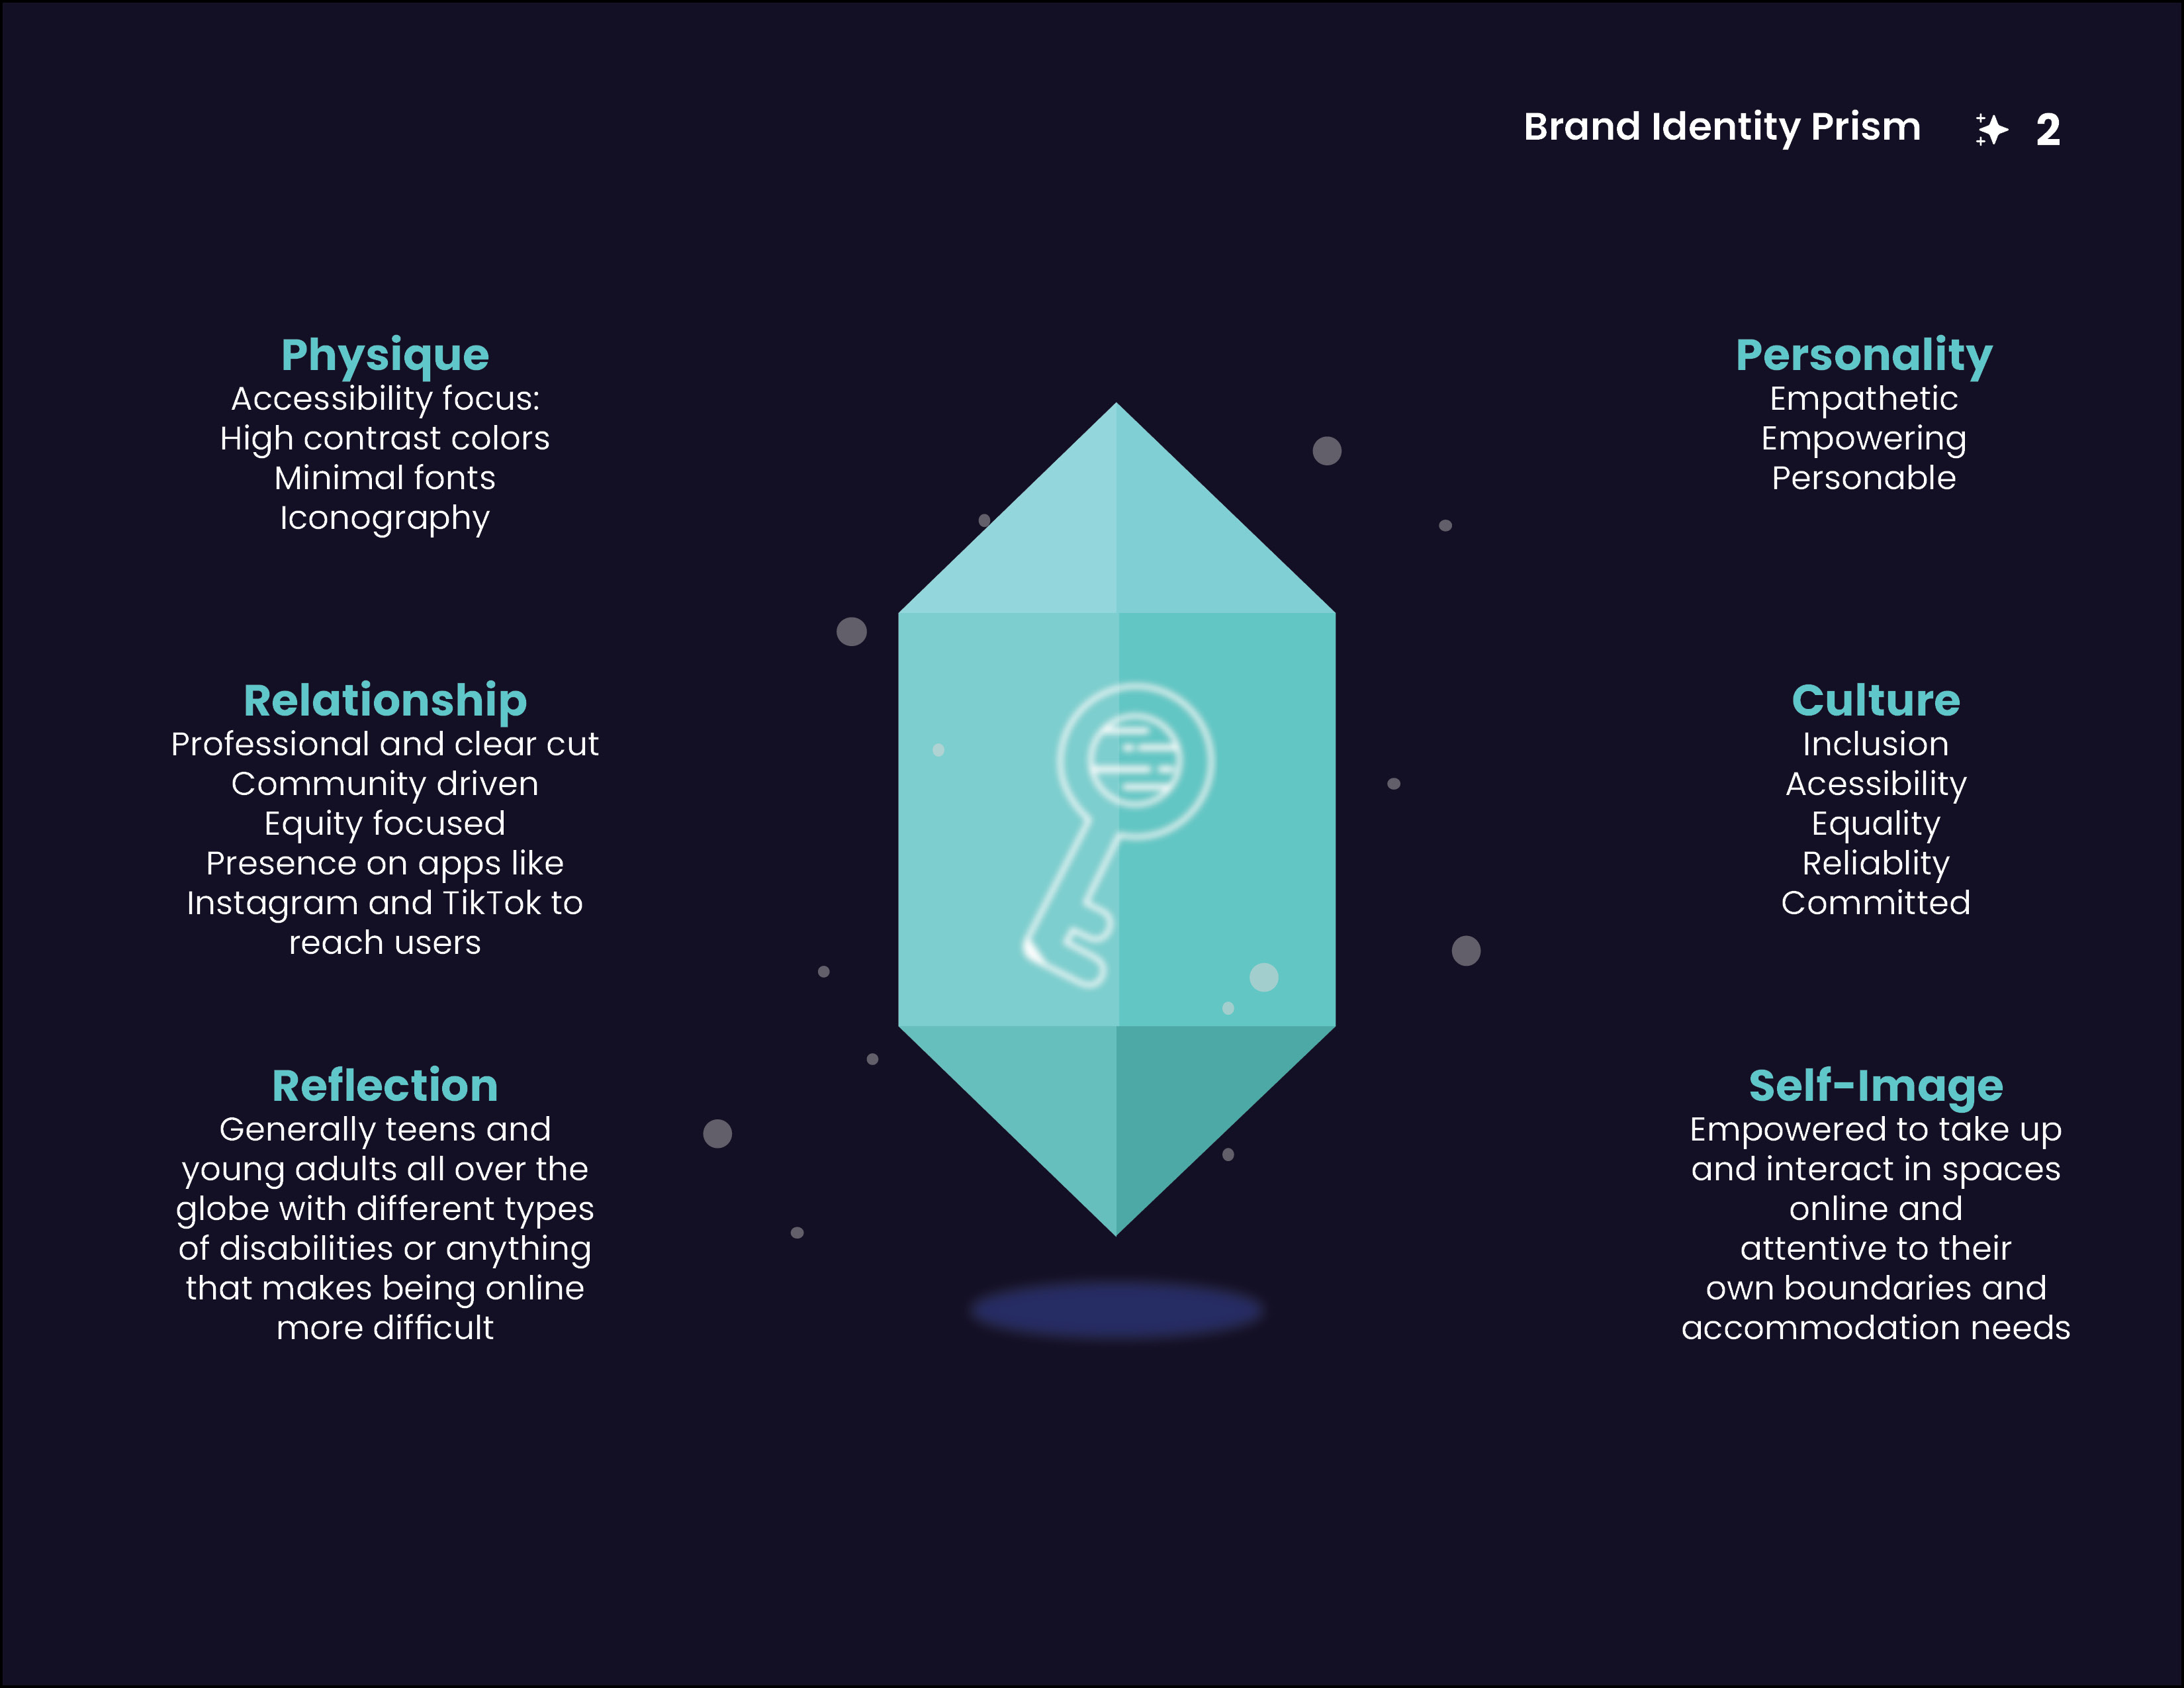 Brand Identity Prism 2
Physique
Accessibility focus:
High contrast colors
Minimal fonts
Iconography
Personality
Empathetic
Empowering
Personable
Relationship
Professional and clear cut
Community driven
Equity focused
Presence on apps like
Instagram and TikTok to
reach users
Culture
Inclusion
Acessibility
Equality
Reliablity
Committed
Reflection
Generally teens and
young adults all over the
globe with different types
of disabilities or anything
that makes being online
more difficult
Self-Image
Empowered to take up
and interact in spaces
online and
attentive to their
own boundaries and
accommodation needs